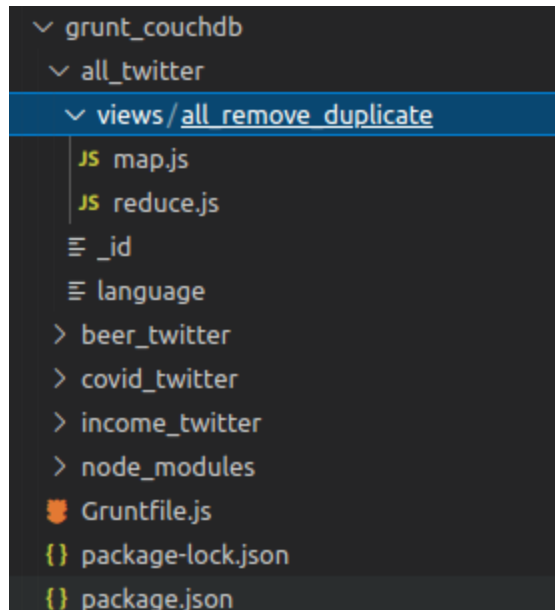 grunt_couchdb
all_twitter
views/all_remove_duplicate
JS map.js
JS reduce.js
_id
language
beer_twitter
covid_twitter
income_twitter
node_modules
Gruntfile.js
{} package-lock.json
{} package.json